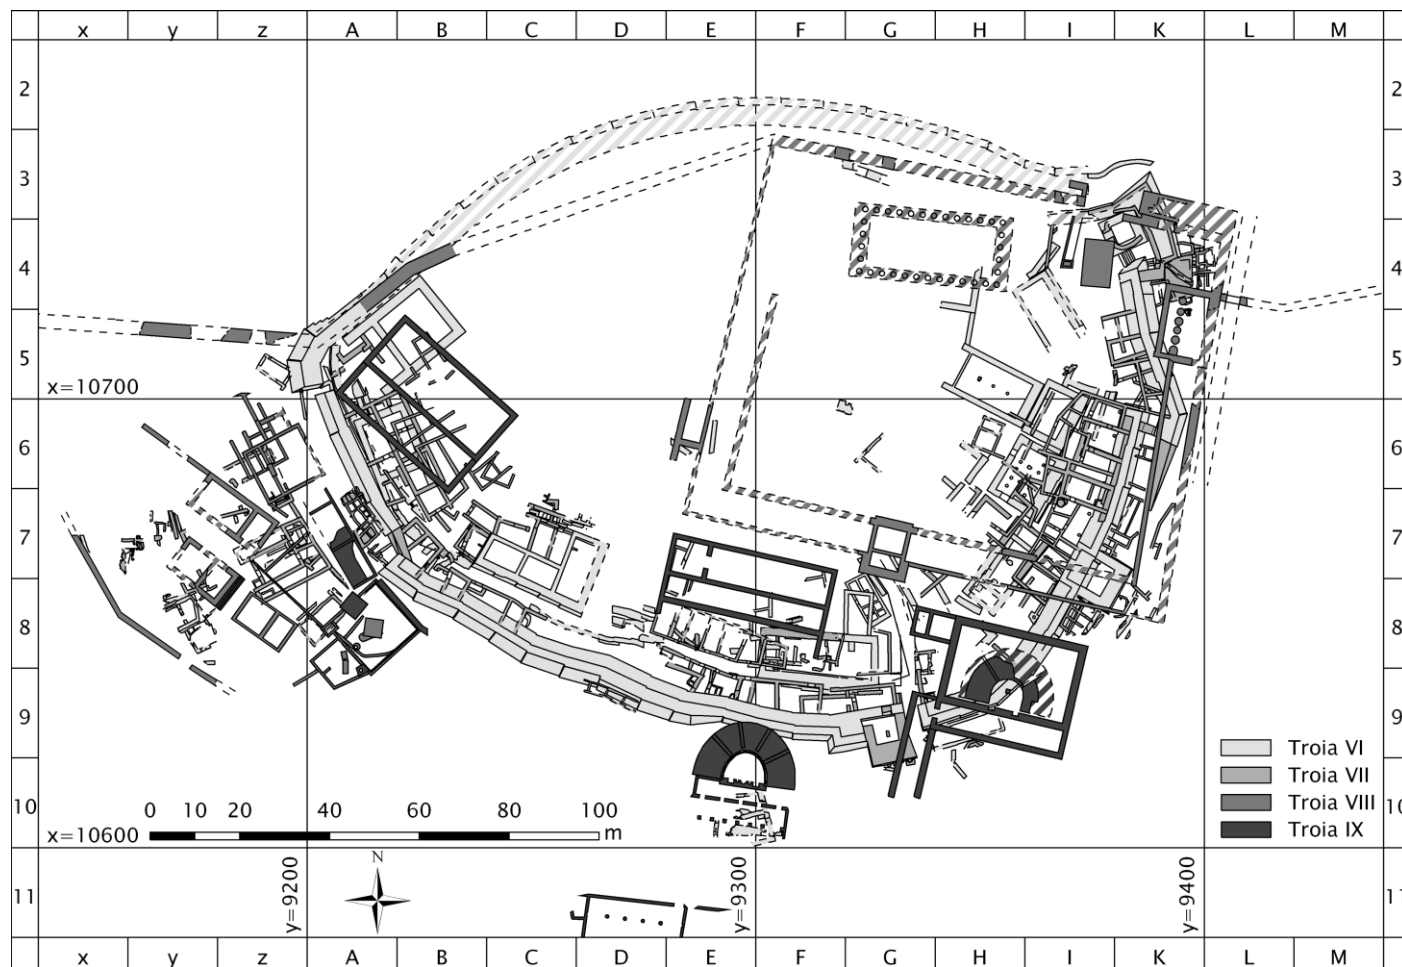 x y z A B C D E F G H I K L M
2 2
3 3
4 4
5 5
x=10700
6 6
7 7
8 8
9 9
Troia VI
Troia VII
Troia VIII
Troia IX
10 10
0 10 20 40 60 80 100
m
x=10600
N
y=9200 y=9300 y=9400
11 11
x y z A B C D E F G H I K L M